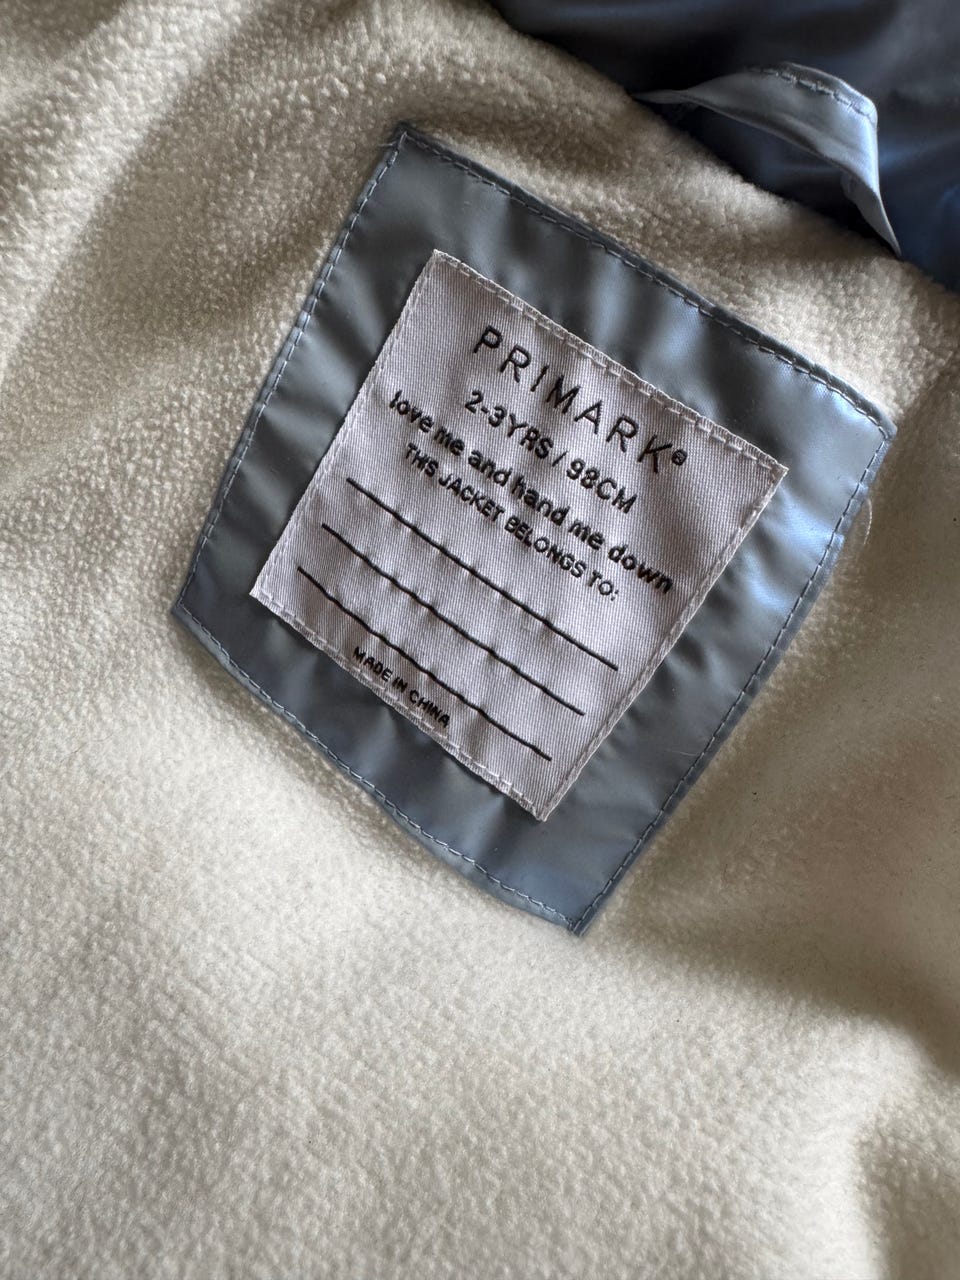 PRIMARK®
2-3YRS / 98CM
love me and hand me down
THIS JACKET BELONGS TO:
MADE IN CHINA